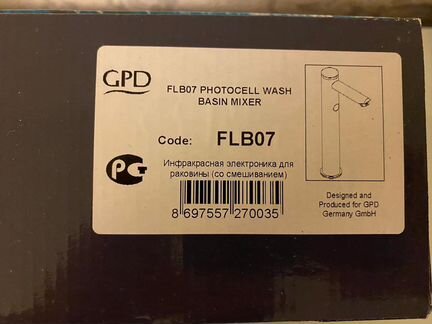 GPD
FLB07 PHOTOCELL WASH
BASIN MIXER
Code: FLB07
Инфракрасная электроника для
раковины (со смешиванием)
8 697557 270035
Designed and
Produced for GPD
Germany GmbH